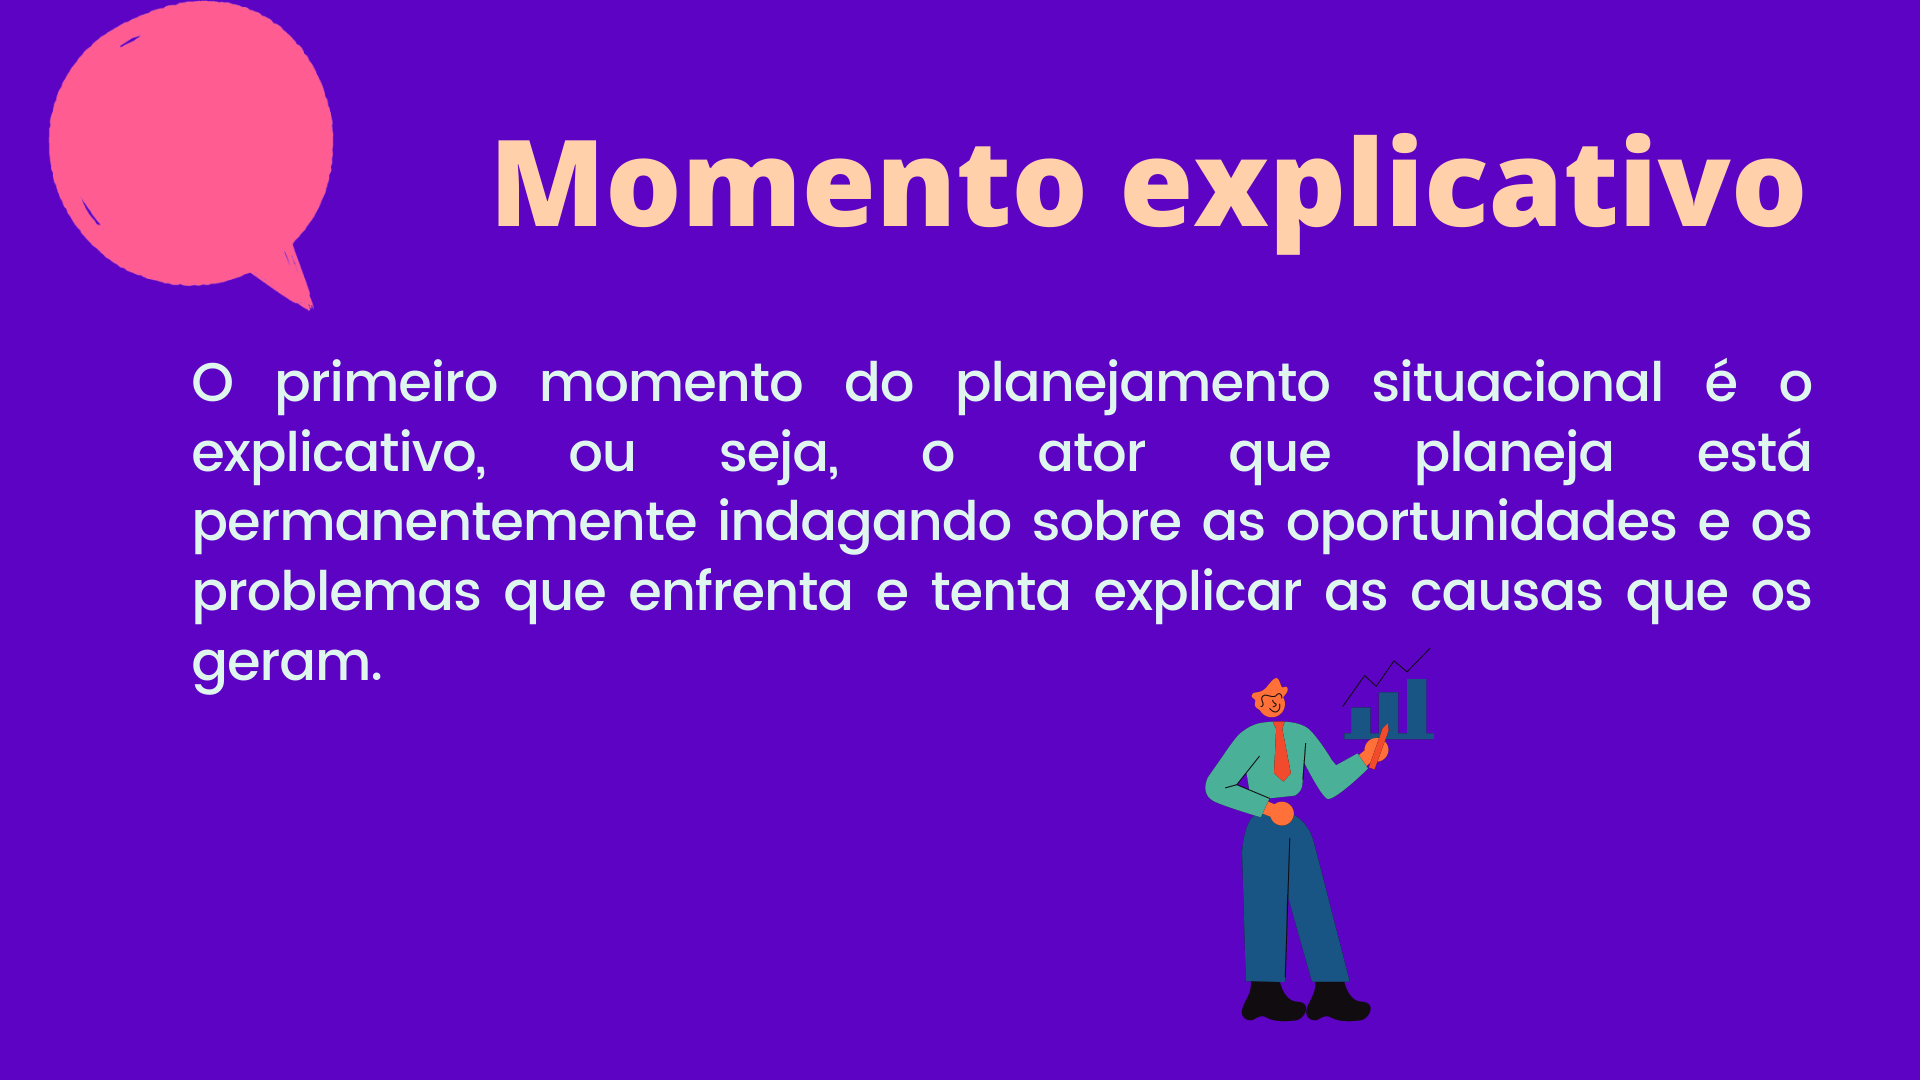 Momento explicativo
O primeiro momento do planejamento situacional é o
explicativo, ou seja, o ator que planeja está
permanentemente indagando sobre as oportunidades e os
problemas que enfrenta e tenta explicar as causas que os
geram.